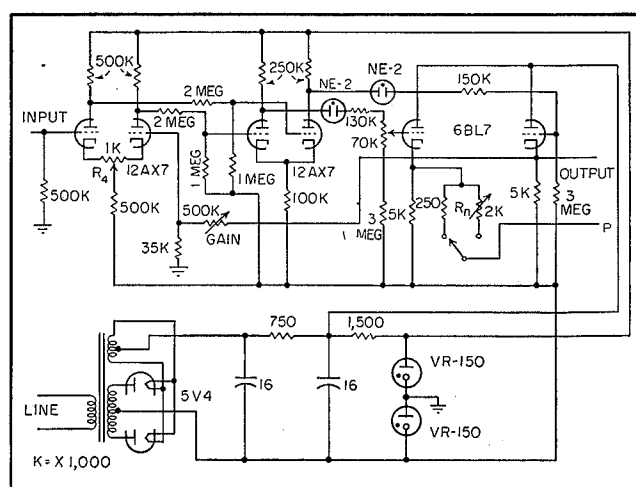 500K
250K
NE-2
NE-2
150K
2 MEG
INPUT
2 MEG
130K
70K
6BL7
1K
12AX7
12AX7
OUTPUT
R4
1 MEG
1 MEG
100K
5K
250
Rn
2K
5K
3 MEG
500K
500K
500K
GAIN
3 MEG
P
35K
750
1,500
VR-150
16
16
5V4
LINE
VR-150
K = X 1,000